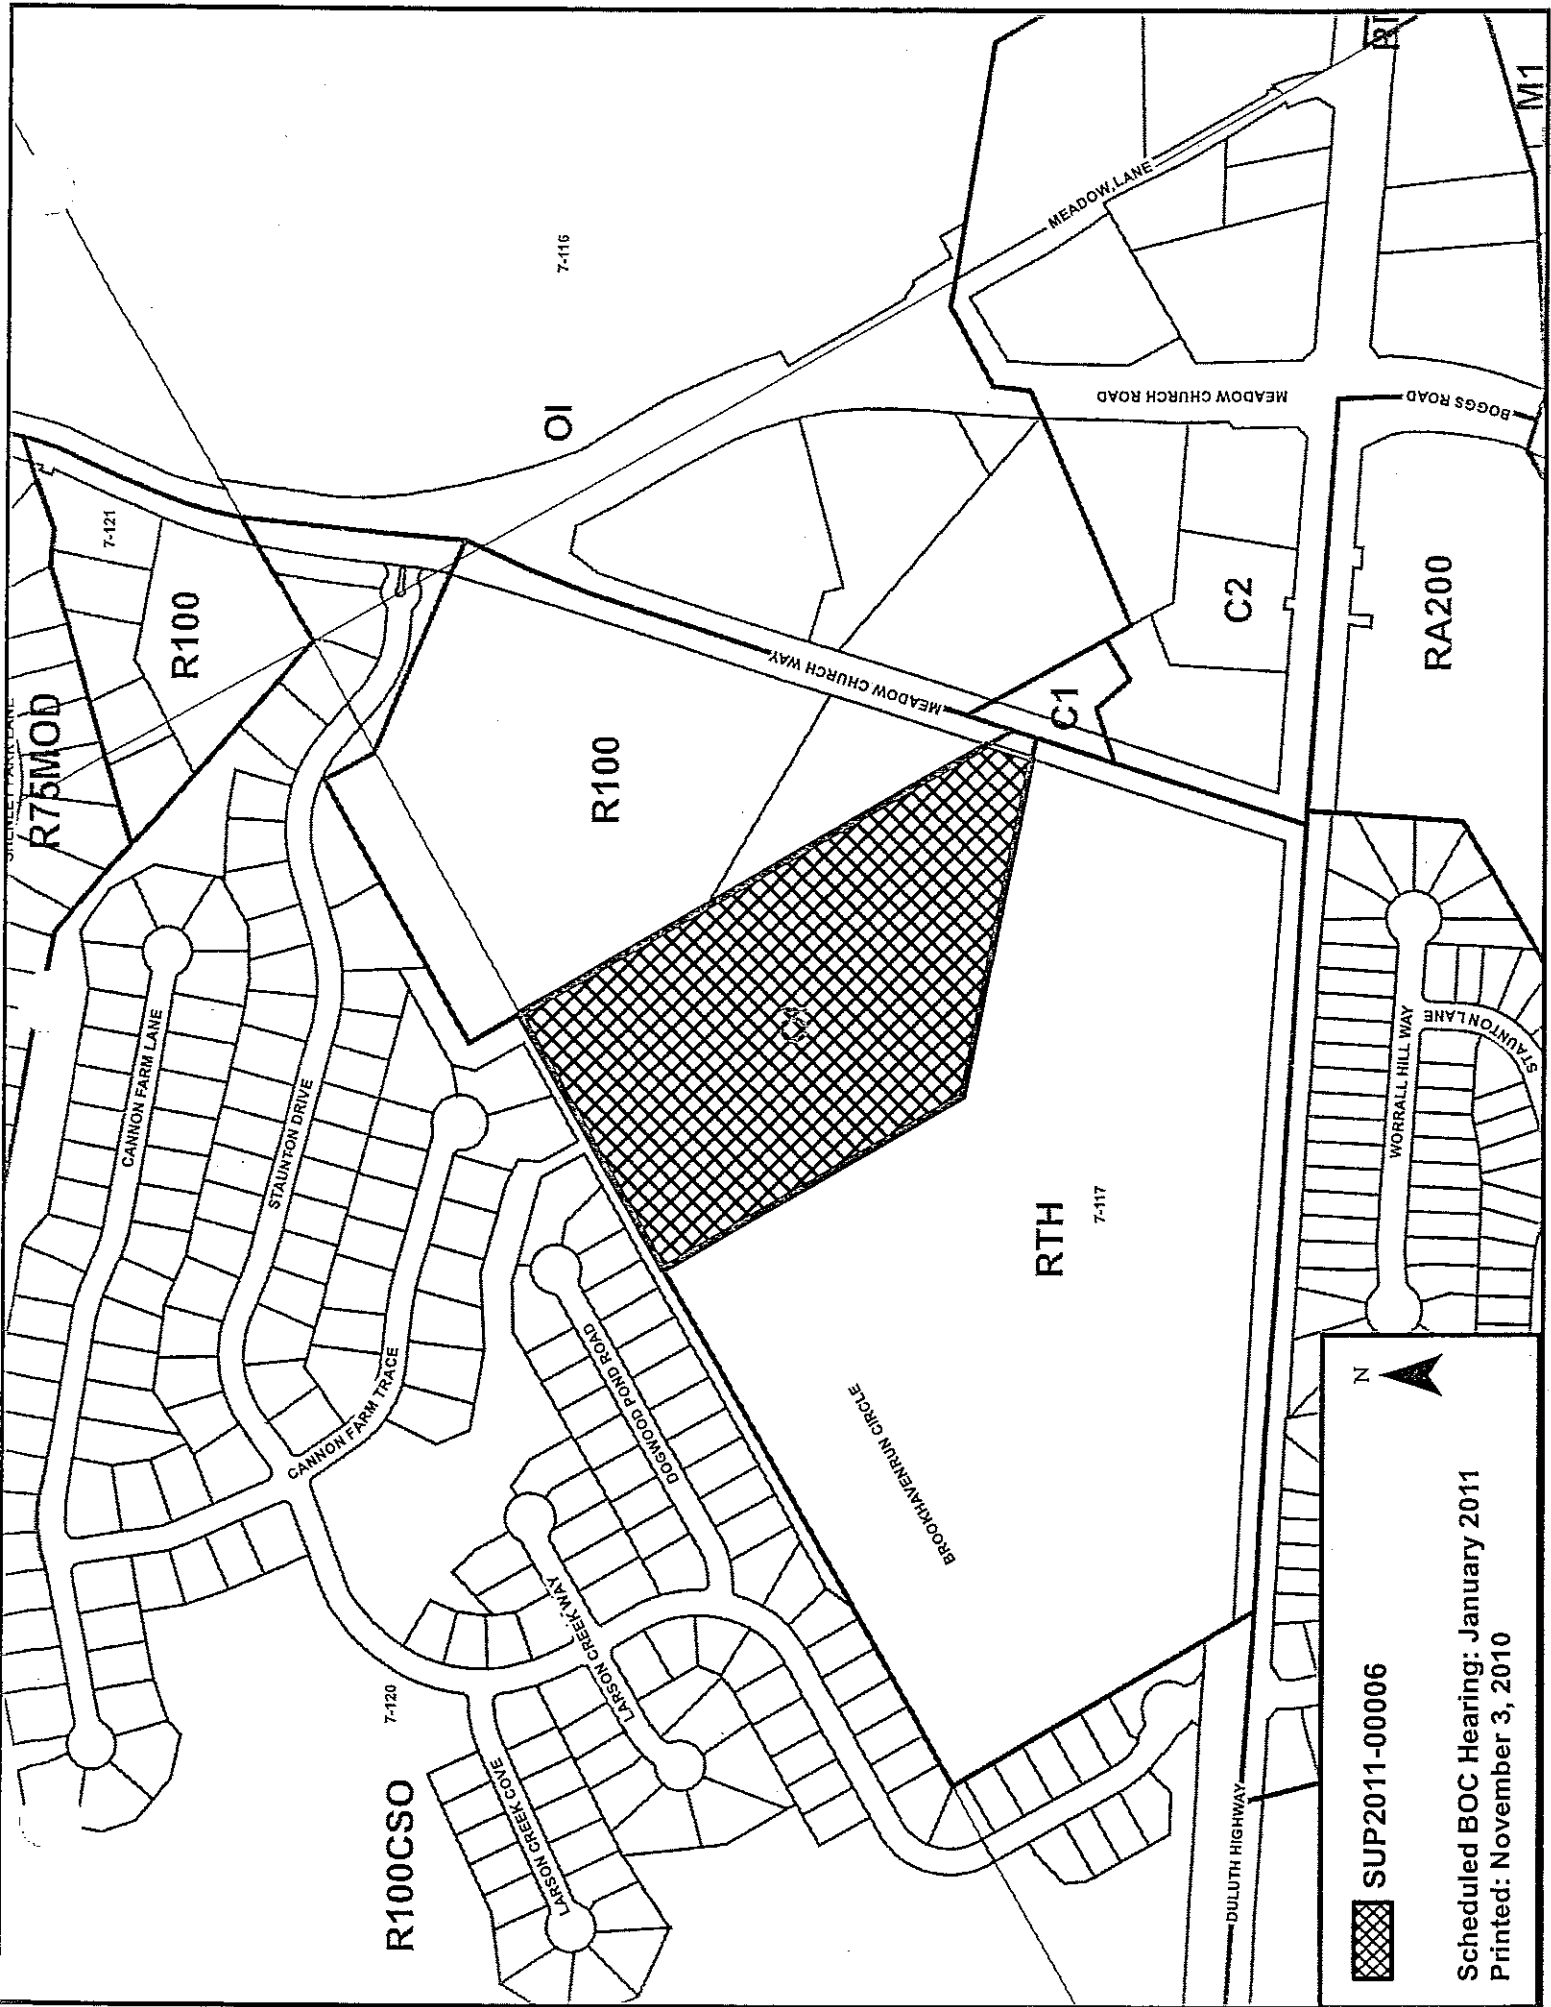 R75MOD
7-121
R100
OI
7-116
CANNON FARM LANE
STAUNTON DRIVE
CANNON FARM TRACE
R100
MEADOW LANE
DOGWOOD POND ROAD
7-120
R100CSO
LARSON CREEK WAY
LARSON CREEK COVE
MEADOW CHURCH WAY
MEADOW CHURCH ROAD
C1
C2
BROOKHAVENRUN CIRCLE
RTH
7-117
DULUTH HIGHWAY
RA200
BOGGS ROAD
M1
WORRALL HILL WAY
STAUNTON LANE
N
SUP2011-00006
Scheduled BOC Hearing: January 2011
Printed: November 3, 2010